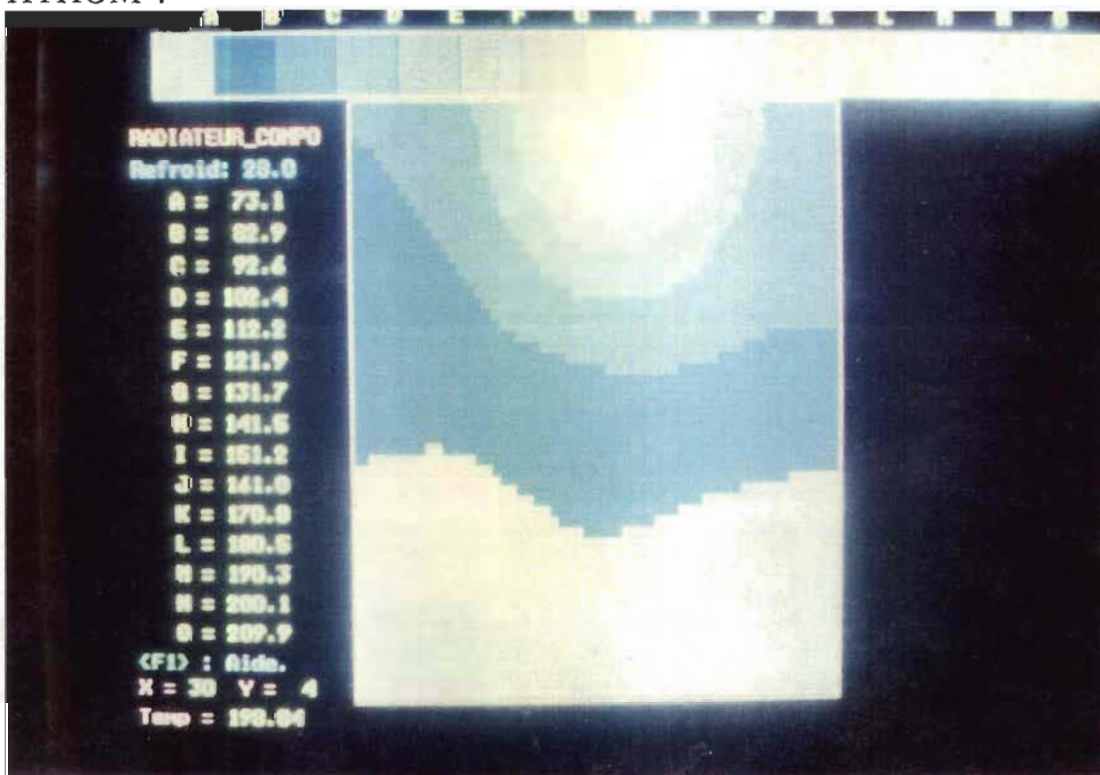 A B C D E F G H I J K L M N O
RADIATEUR_COMPO
Refroid: 28.0
A = 73.1
B = 82.9
C = 92.6
D = 102.4
E = 112.2
F = 121.9
G = 131.7
H = 141.5
I = 151.2
J = 161.0
K = 170.8
L = 180.5
M = 190.3
N = 200.1
O = 209.9
<F1> : Aide.
X = 30 Y = 4
Temp = 198.84